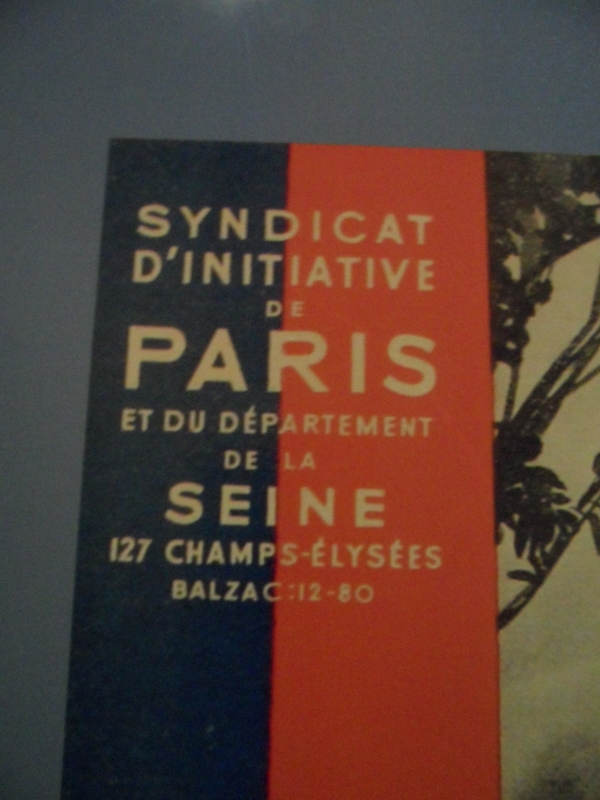 SYNDICAT
D'INITIATIVE
DE
PARIS
ET DU DÉPARTEMENT
DE LA
SEINE
127 CHAMPS-ÉLYSÉES
BALZAC:12-80